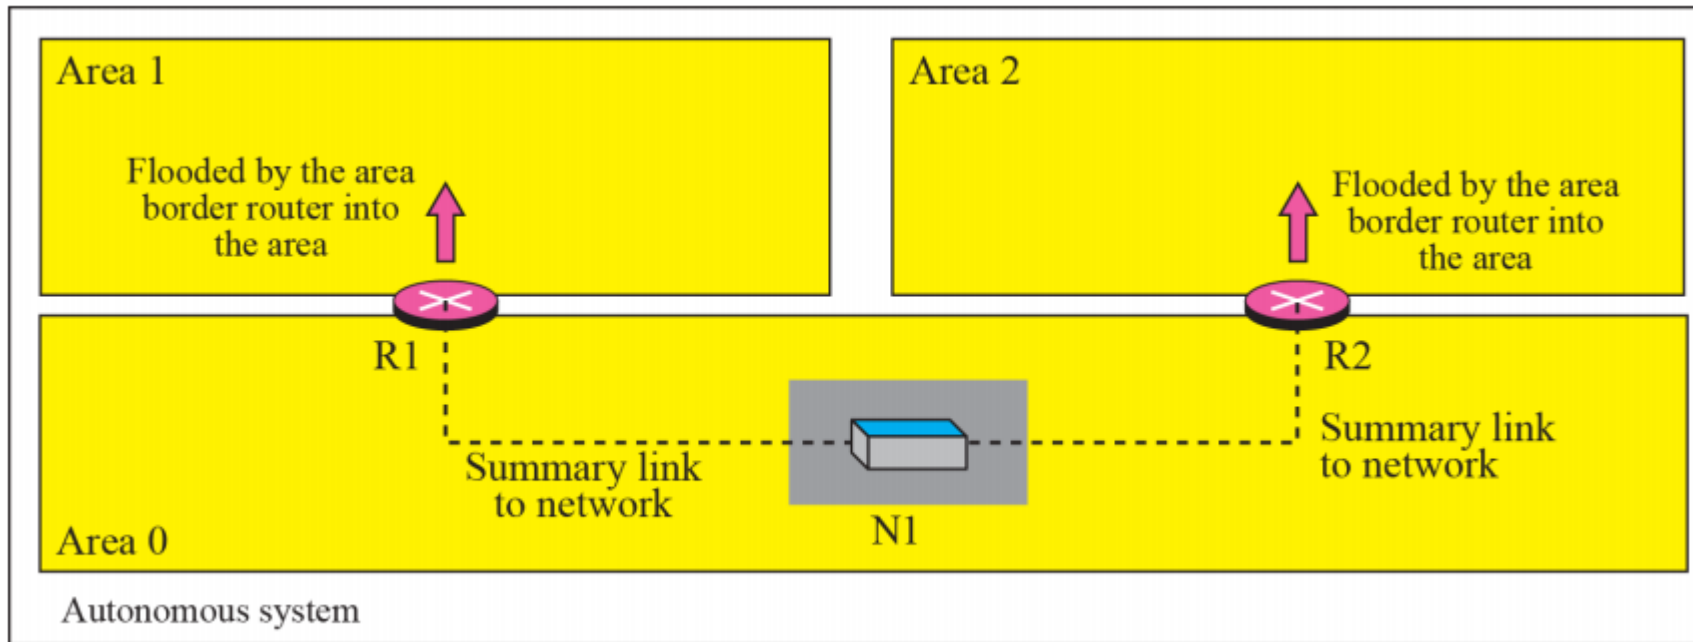 Area 1
Flooded by the area
border router into
the area
Area 2
Flooded by the area
border router into
the area
R1
R2
Summary link
to network
N1
Summary link
to network
Area 0
Autonomous system